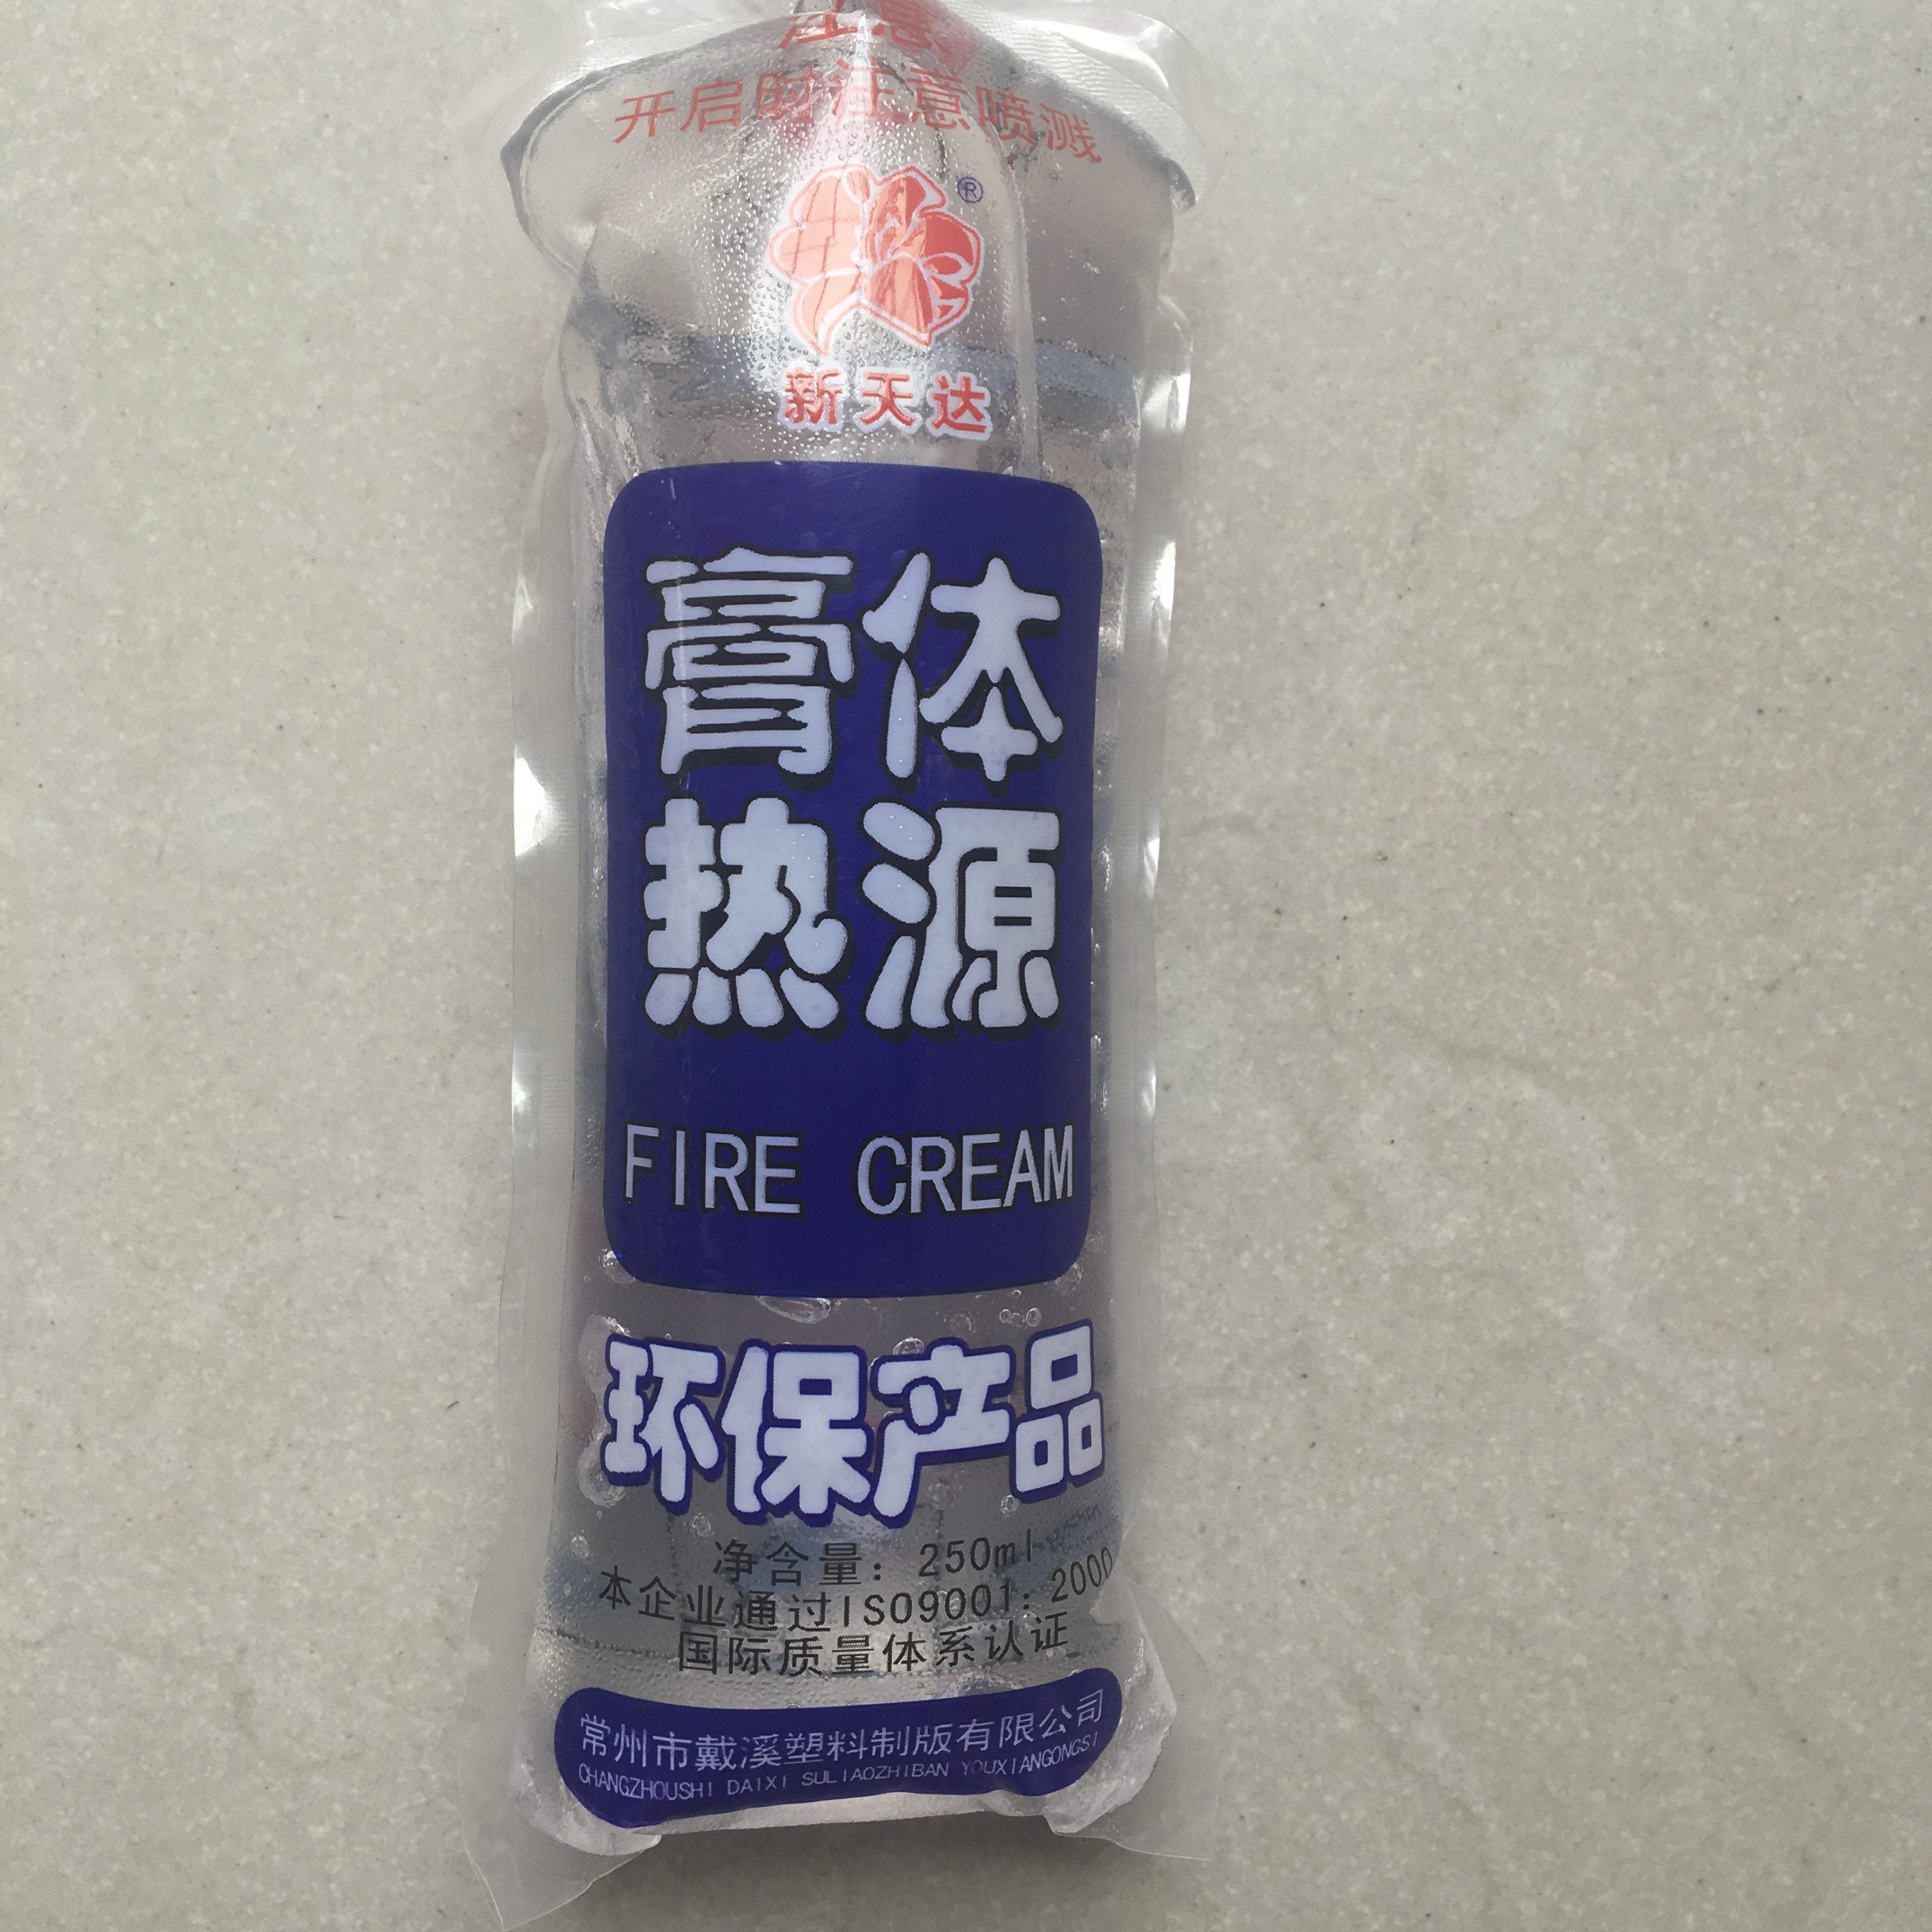 注意
开启时注意喷溅
®
新天达
膏体
热源
FIRE CREAM
环保产品
净含量：250ml
本企业通过ISO9001：2000
国际质量体系认证
常州市戴溪塑料制版有限公司
CHANGZHOUSHI DAIXI SULIAOZHIBAN YOUXIANGONGSI